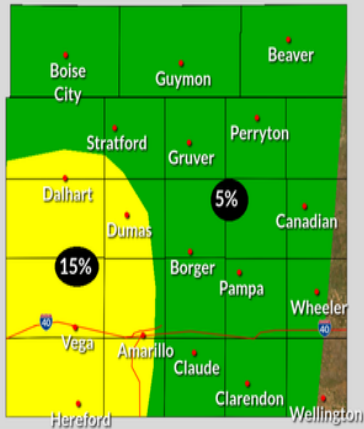 Beaver
Boise
City
Guymon
Perryton
Stratford
Gruver
Dalhart
5%
Canadian
Dumas
15%
Borger
Pampa
Wheeler
40
40
Vega
Amarillo
Claude
Clarendon
Hereford
Wellington